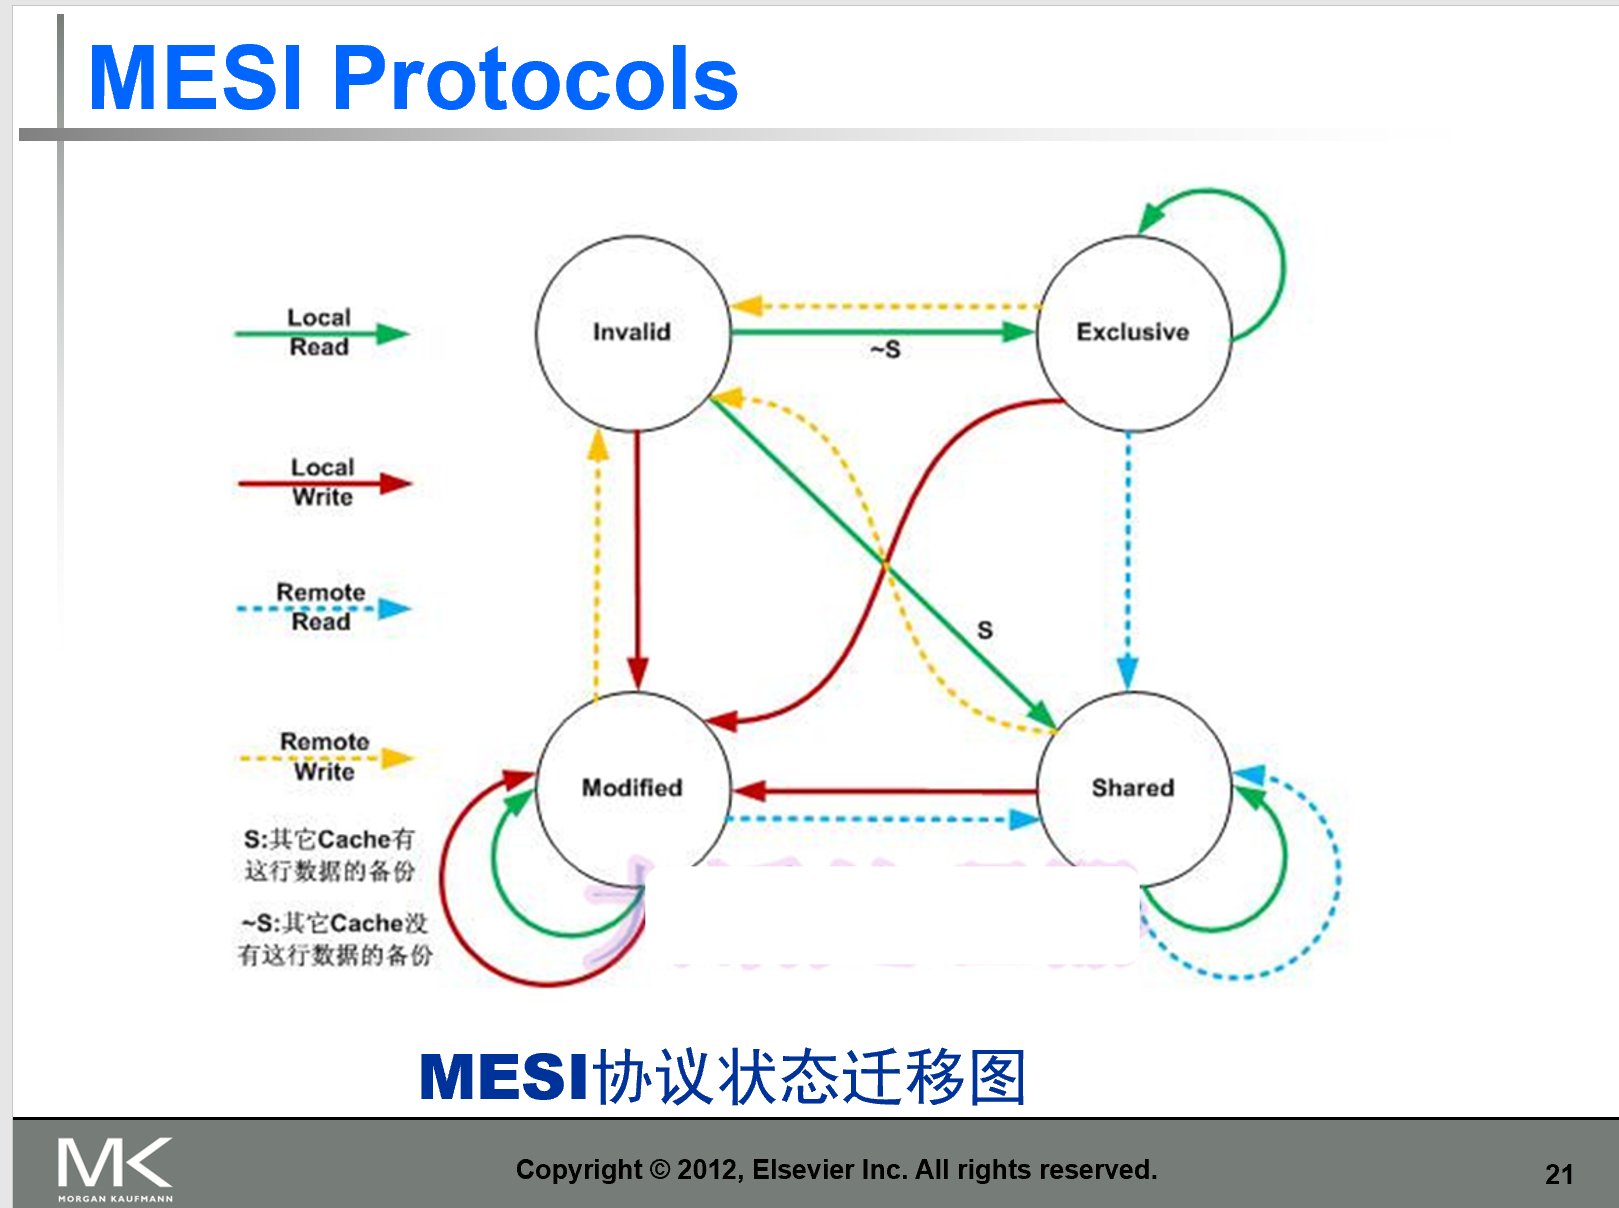 MESI Protocols
Local
Read
Local
Write
Remote
Read
Remote
Write
S:其它Cache有
这行数据的备份
~S:其它Cache没
有这行数据的备份
Invalid
Exclusive
~S
S
Modified
Shared
MESI协议状态迁移图
MK
MORGAN KAUFMANN
Copyright © 2012, Elsevier Inc. All rights reserved.
21